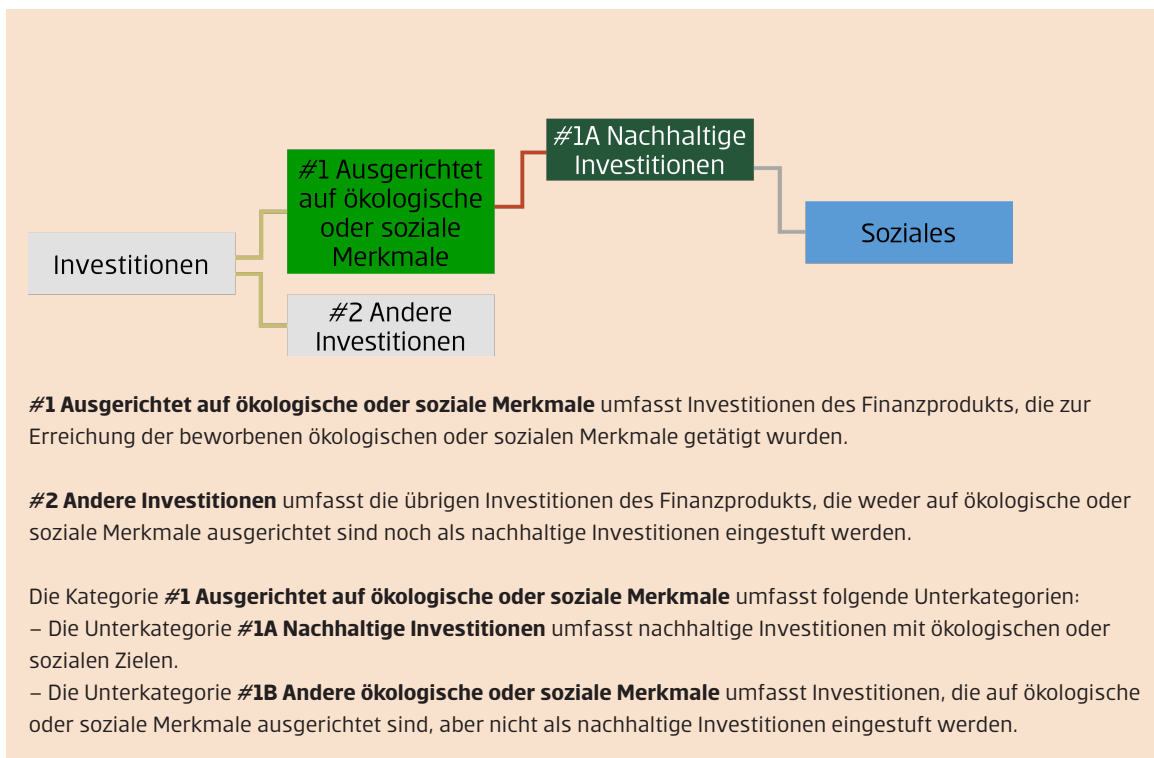 #1A Nachhaltige
Investitionen
#1 Ausgerichtet
auf ökologische
oder soziale
Merkmale
Soziales
Investitionen
#2 Andere
Investitionen
#1 Ausgerichtet auf ökologische oder soziale Merkmale umfasst Investitionen des Finanzprodukts, die zur
Erreichung der beworbenen ökologischen oder sozialen Merkmale getätigt wurden.
#2 Andere Investitionen umfasst die übrigen Investitionen des Finanzprodukts, die weder auf ökologische oder
soziale Merkmale ausgerichtet sind noch als nachhaltige Investitionen eingestuft werden.
Die Kategorie #1 Ausgerichtet auf ökologische oder soziale Merkmale umfasst folgende Unterkategorien:
– Die Unterkategorie #1A Nachhaltige Investitionen umfasst nachhaltige Investitionen mit ökologischen oder
sozialen Zielen.
– Die Unterkategorie #1B Andere ökologische oder soziale Merkmale umfasst Investitionen, die auf ökologische
oder soziale Merkmale ausgerichtet sind, aber nicht als nachhaltige Investitionen eingestuft werden.